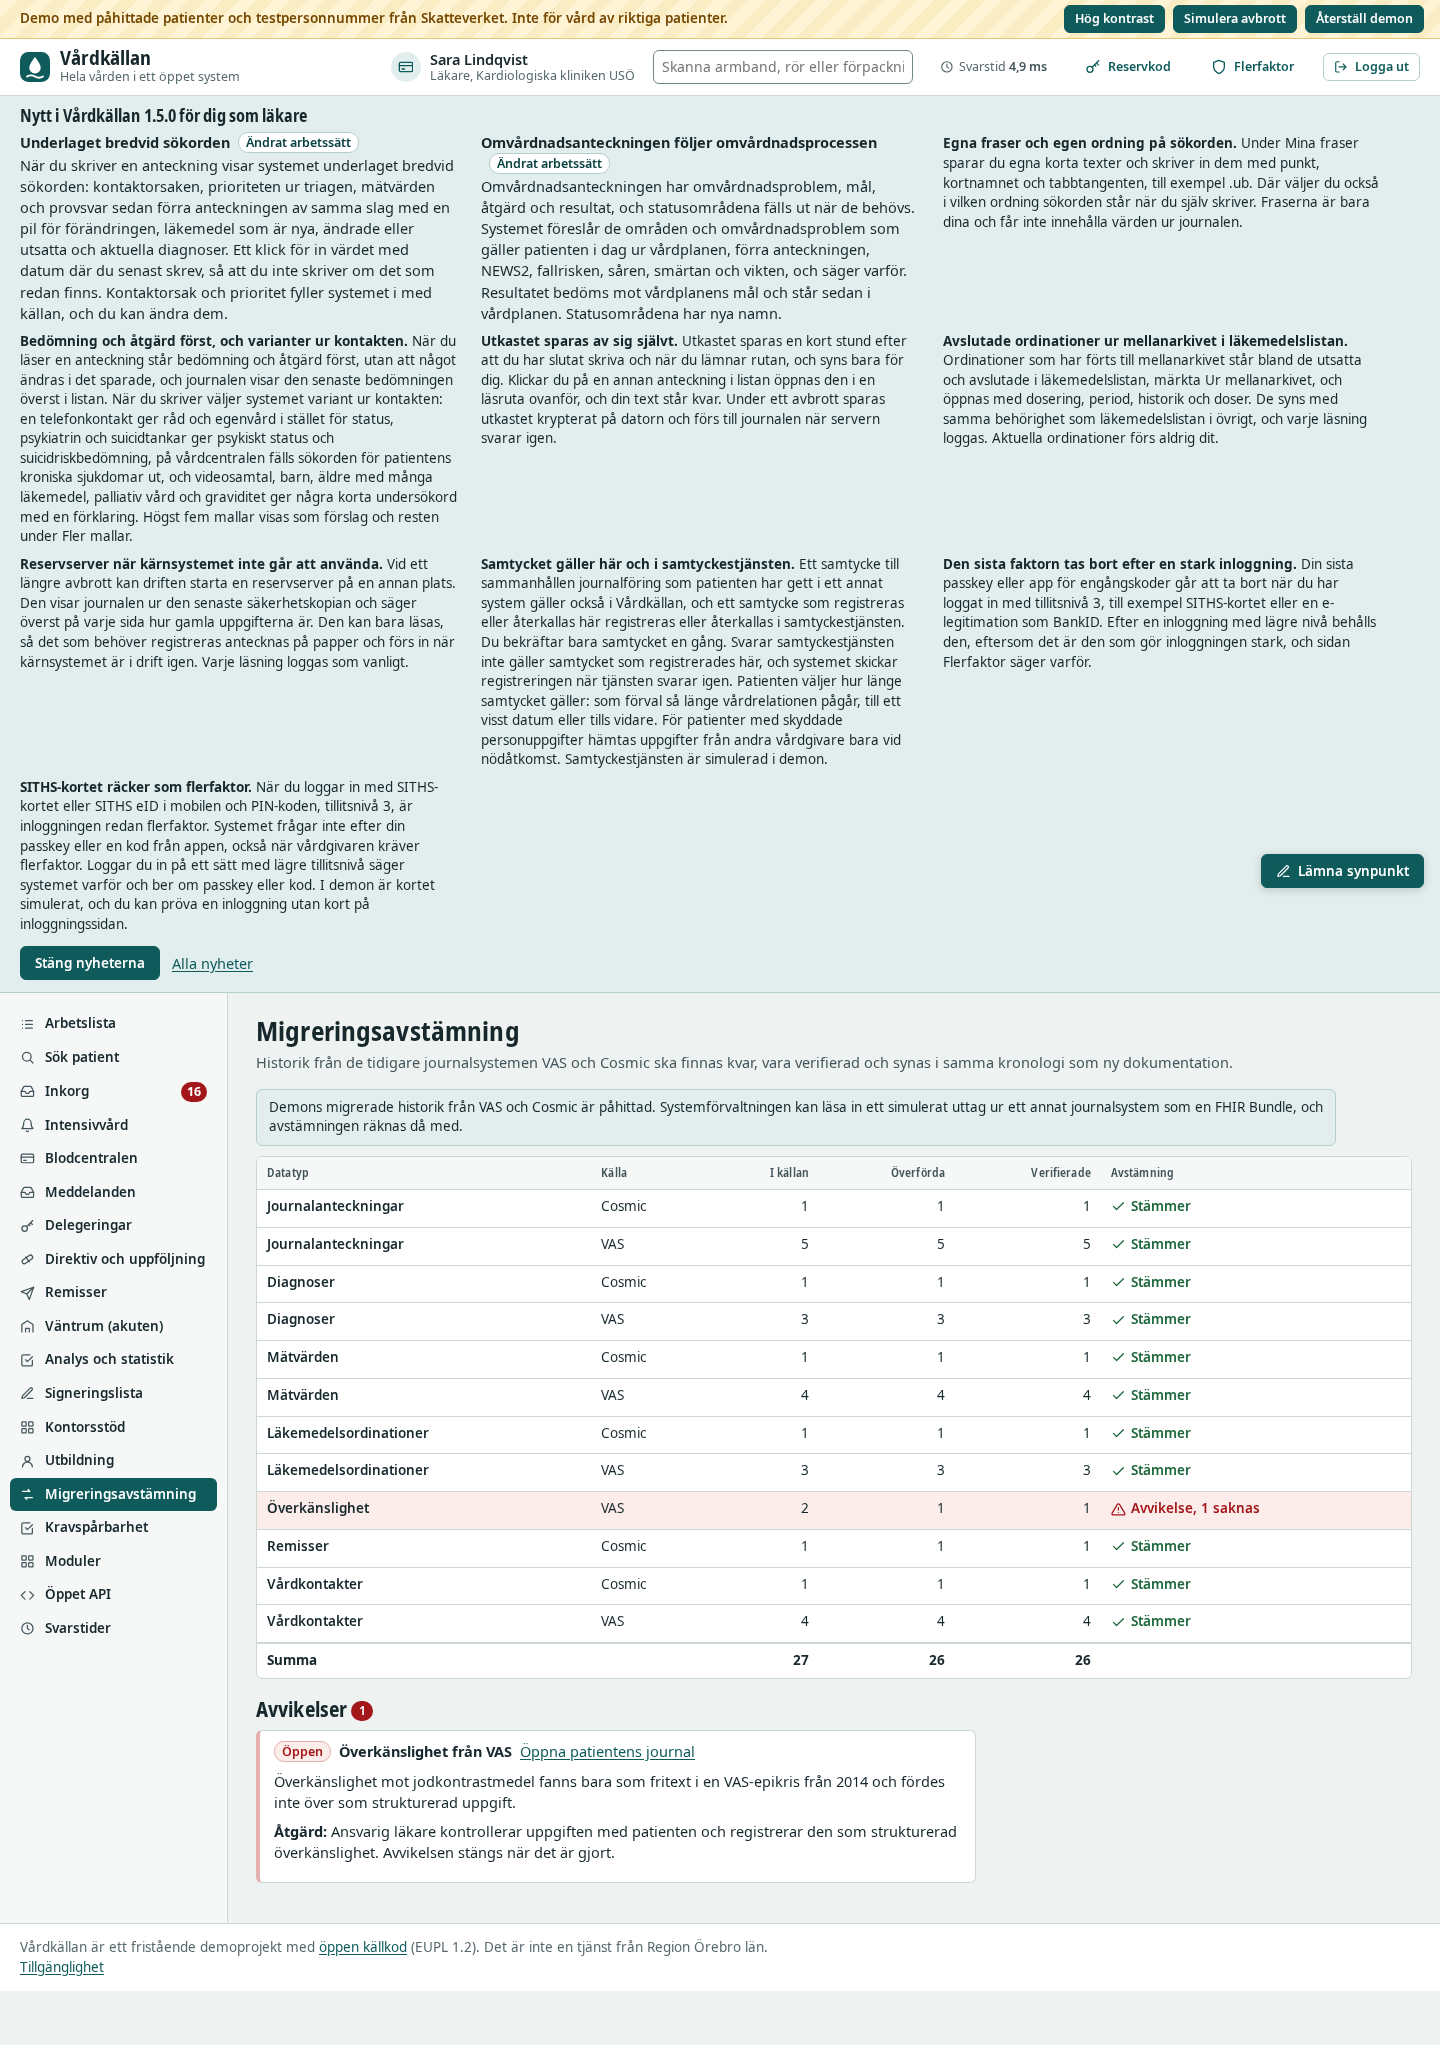 Demo med påhittade patienter och testpersonnummer från Skatteverket. Inte för vård av riktiga patienter.
Hög kontrast
Simulera avbrott
Återställ demon
Vårdkällan
Hela vården i ett öppet system
Sara Lindqvist
Läkare, Kardiologiska kliniken USÖ
Skanna armband, rör eller förpackni
Svarstid 4,9 ms
Reservkod
Flerfaktor
Logga ut
Nytt i Vårdkällan 1.5.0 för dig som läkare
Underlaget bredvid sökorden Ändrat arbetssätt
När du skriver en anteckning visar systemet underlaget bredvid
sökorden: kontaktorsaken, prioriteten ur triagen, mätvärden
och provsvar sedan förra anteckningen av samma slag med en
pil för förändringen, läkemedel som är nya, ändrade eller
utsatta och aktuella diagnoser. Ett klick för in värdet med
datum där du senast skrev, så att du inte skriver om det som
redan finns. Kontaktorsak och prioritet fyller systemet i med
källan, och du kan ändra dem.
Omvårdnadsanteckningen följer omvårdnadsprocessen
Ändrat arbetssätt
Omvårdnadsanteckningen har omvårdnadsproblem, mål,
åtgärd och resultat, och statusområdena fälls ut när de behövs.
Systemet föreslår de områden och omvårdnadsproblem som
gäller patienten i dag ur vårdplanen, förra anteckningen,
NEWS2, fallrisken, såren, smärtan och vikten, och säger varför.
Resultatet bedöms mot vårdplanens mål och står sedan i
vårdplanen. Statusområdena har nya namn.
Egna fraser och egen ordning på sökorden. Under Mina fraser
sparar du egna korta texter och skriver in dem med punkt,
kortnamnet och tabbtangenten, till exempel .ub. Där väljer du också
i vilken ordning sökorden står när du själv skriver. Fraserna är bara
dina och får inte innehålla värden ur journalen.
Bedömning och åtgärd först, och varianter ur kontakten. När du
läser en anteckning står bedömning och åtgärd först, utan att något
ändras i det sparade, och journalen visar den senaste bedömningen
överst i listan. När du skriver väljer systemet variant ur kontakten:
en telefonkontakt ger råd och egenvård i stället för status,
psykiatrin och suicidtankar ger psykiskt status och
suicidriskbedömning, på vårdcentralen fälls sökorden för patientens
kroniska sjukdomar ut, och videosamtal, barn, äldre med många
läkemedel, palliativ vård och graviditet ger några korta undersökord
med en förklaring. Högst fem mallar visas som förslag och resten
under Fler mallar.
Utkastet sparas av sig självt. Utkastet sparas en kort stund efter
att du har slutat skriva och när du lämnar rutan, och syns bara för
dig. Klickar du på en annan anteckning i listan öppnas den i en
läsruta ovanför, och din text står kvar. Under ett avbrott sparas
utkastet krypterat på datorn och förs till journalen när servern
svarar igen.
Avslutade ordinationer ur mellanarkivet i läkemedelslistan.
Ordinationer som har förts till mellanarkivet står bland de utsatta
och avslutade i läkemedelslistan, märkta Ur mellanarkivet, och
öppnas med dosering, period, historik och doser. De syns med
samma behörighet som läkemedelslistan i övrigt, och varje läsning
loggas. Aktuella ordinationer förs aldrig dit.
Reservserver när kärnsystemet inte går att använda. Vid ett
längre avbrott kan driften starta en reservserver på en annan plats.
Den visar journalen ur den senaste säkerhetskopian och säger
överst på varje sida hur gamla uppgifterna är. Den kan bara läsas,
så det som behöver registreras antecknas på papper och förs in när
kärnsystemet är i drift igen. Varje läsning loggas som vanligt.
Samtycket gäller här och i samtyckestjänsten. Ett samtycke till
sammanhållen journalföring som patienten har gett i ett annat
system gäller också i Vårdkällan, och ett samtycke som registreras
eller återkallas här registreras eller återkallas i samtyckestjänsten.
Du bekräftar bara samtycket en gång. Svarar samtyckestjänsten
inte gäller samtycket som registrerades här, och systemet skickar
registreringen när tjänsten svarar igen. Patienten väljer hur länge
samtycket gäller: som förval så länge vårdrelationen pågår, till ett
visst datum eller tills vidare. För patienter med skyddade
personuppgifter hämtas uppgifter från andra vårdgivare bara vid
nödåtkomst. Samtyckestjänsten är simulerad i demon.
Den sista faktorn tas bort efter en stark inloggning. Din sista
passkey eller app för engångskoder går att ta bort när du har
loggat in med tillitsnivå 3, till exempel SITHS-kortet eller en e-
legitimation som BankID. Efter en inloggning med lägre nivå behålls
den, eftersom det är den som gör inloggningen stark, och sidan
Flerfaktor säger varför.
SITHS-kortet räcker som flerfaktor. När du loggar in med SITHS-
kortet eller SITHS eID i mobilen och PIN-koden, tillitsnivå 3, är
inloggningen redan flerfaktor. Systemet frågar inte efter din
passkey eller en kod från appen, också när vårdgivaren kräver
flerfaktor. Loggar du in på ett sätt med lägre tillitsnivå säger
systemet varför och ber om passkey eller kod. I demon är kortet
simulerat, och du kan pröva en inloggning utan kort på
inloggningssidan.
Lämna synpunkt
Stäng nyheterna
Alla nyheter
Arbetslista
Sök patient
Inkorg 16
Intensivvård
Blodcentralen
Meddelanden
Delegeringar
Direktiv och uppföljning
Remisser
Väntrum (akuten)
Analys och statistik
Signeringslista
Kontorsstöd
Utbildning
Migreringsavstämning
Kravspårbarhet
Moduler
Öppet API
Svarstider
Migreringsavstämning
Historik från de tidigare journalsystemen VAS och Cosmic ska finnas kvar, vara verifierad och synas i samma kronologi som ny dokumentation.
Demons migrerade historik från VAS och Cosmic är påhittad. Systemförvaltningen kan läsa in ett simulerat uttag ur ett annat journalsystem som en FHIR Bundle, och
avstämningen räknas då med.
Datatyp Källa I källan Överförda Verifierade Avstämning
Journalanteckningar Cosmic 1 1 1 Stämmer
Journalanteckningar VAS 5 5 5 Stämmer
Diagnoser Cosmic 1 1 1 Stämmer
Diagnoser VAS 3 3 3 Stämmer
Mätvärden Cosmic 1 1 1 Stämmer
Mätvärden VAS 4 4 4 Stämmer
Läkemedelsordinationer Cosmic 1 1 1 Stämmer
Läkemedelsordinationer VAS 3 3 3 Stämmer
Överkänslighet VAS 2 1 1 Avvikelse, 1 saknas
Remisser Cosmic 1 1 1 Stämmer
Vårdkontakter Cosmic 1 1 1 Stämmer
Vårdkontakter VAS 4 4 4 Stämmer
Summa 27 26 26
Avvikelser 1
Öppen Överkänslighet från VAS Öppna patientens journal
Överkänslighet mot jodkontrastmedel fanns bara som fritext i en VAS-epikris från 2014 och fördes
inte över som strukturerad uppgift.
Åtgärd: Ansvarig läkare kontrollerar uppgiften med patienten och registrerar den som strukturerad
överkänslighet. Avvikelsen stängs när det är gjort.
Vårdkällan är ett fristående demoprojekt med öppen källkod (EUPL 1.2). Det är inte en tjänst från Region Örebro län.
Tillgänglighet